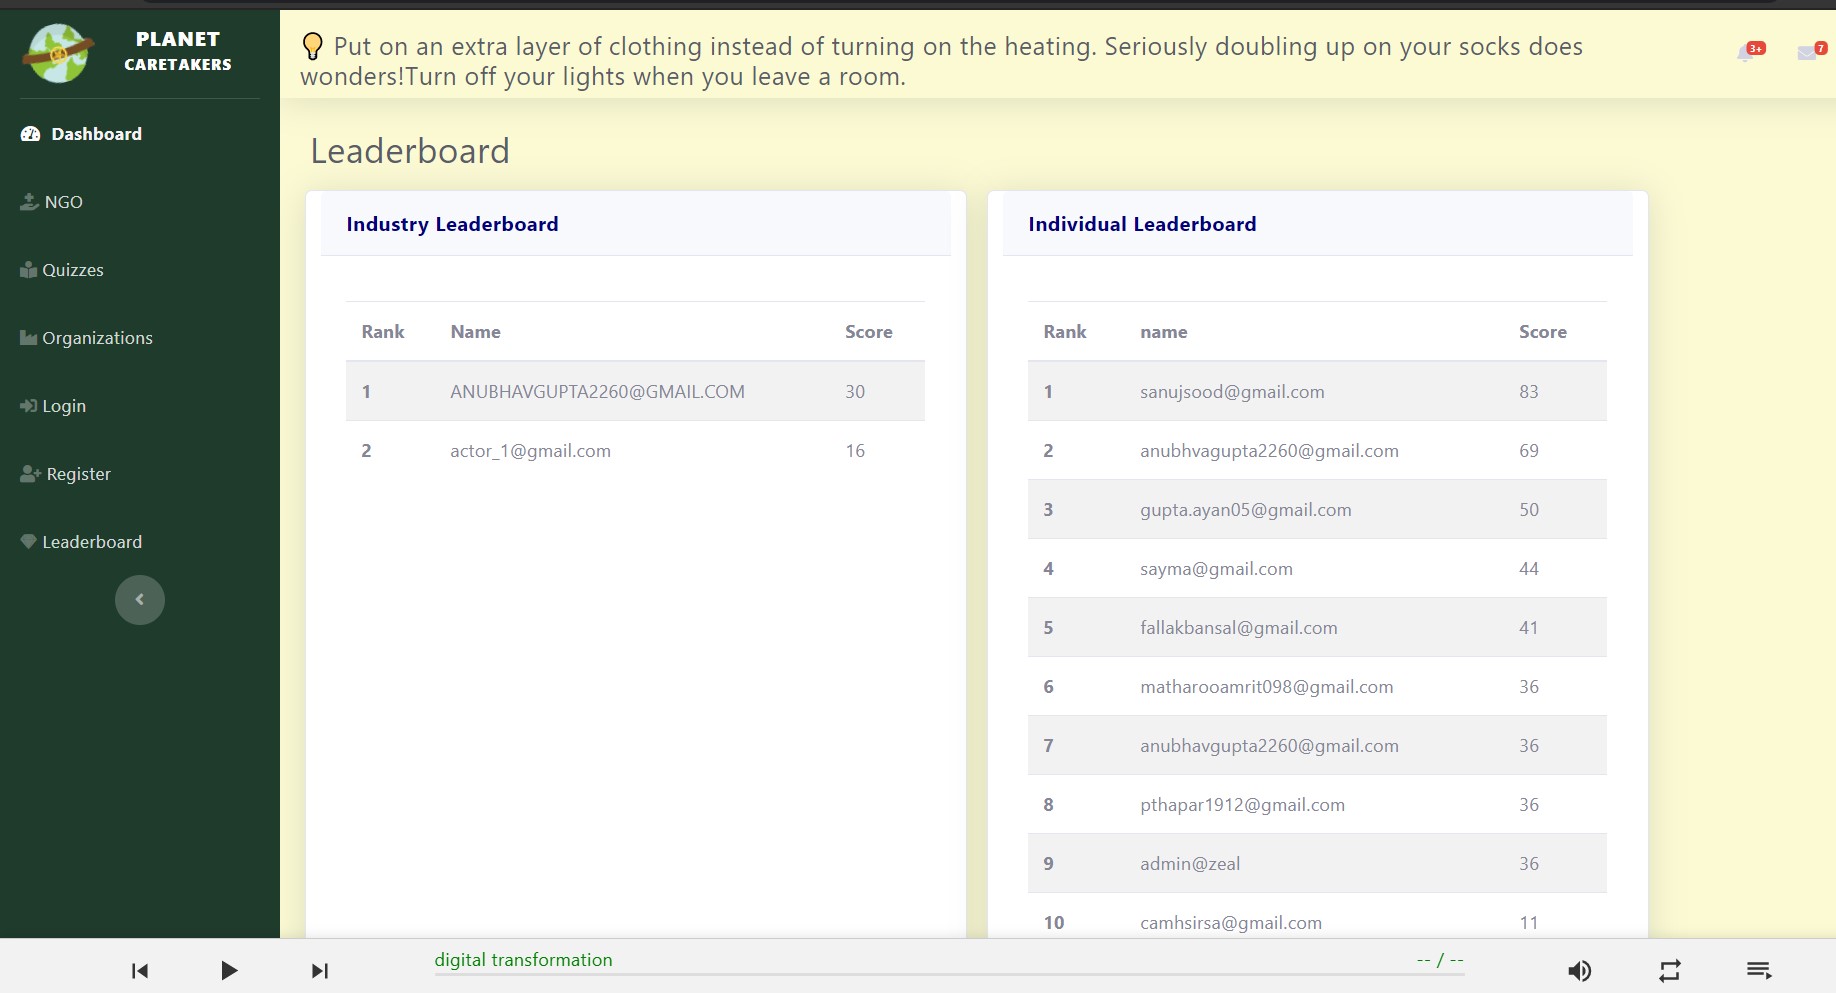 PLANET
CARETAKERS
Dashboard
NGO
Quizzes
Organizations
Login
Register
Leaderboard
Put on an extra layer of clothing instead of turning on the heating. Seriously doubling up on your socks does
wonders!Turn off your lights when you leave a room.
3+
7
Leaderboard
Industry Leaderboard
Rank Name Score
1 ANUBHAVGUPTA2260@GMAIL.COM 30
2 actor_1@gmail.com 16
Individual Leaderboard
Rank name Score
1 sanujsood@gmail.com 83
2 anubhvagupta2260@gmail.com 69
3 gupta.ayan05@gmail.com 50
4 sayma@gmail.com 44
5 fallakbansal@gmail.com 41
6 matharooamrit098@gmail.com 36
7 anubhavgupta2260@gmail.com 36
8 pthapar1912@gmail.com 36
9 admin@zeal 36
10 camhsirsa@gmail.com 11
digital transformation
-- / --